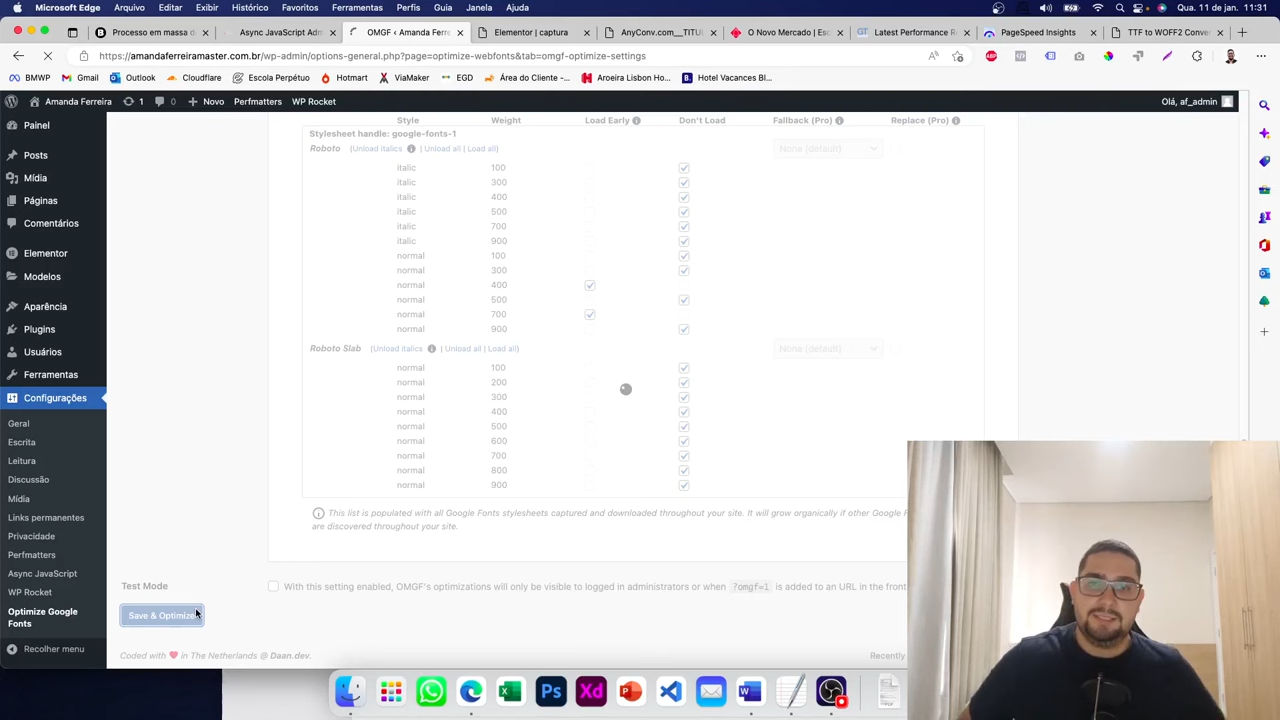 Microsoft Edge Arquivo Editar Exibir Histórico Favoritos Ferramentas Perfis Guia Janela Ajuda Qua. 11 de jan. 11:31
Processo em massa d
Async JavaScript Adm
OMGF ‹ Amanda Ferre
Elementor | captura
AnyConv.com__TITUL
O Novo Mercado | Esc
Latest Performance Re
PageSpeed Insights
TTF to WOFF2 Conver
https://amandaferreiramaster.com.br/wp-admin/options-general.php?page=optimize-webfonts&tab=omgf-optimize-settings
BMWP Gmail Outlook Cloudflare Escola Perpétuo Hotmart ViaMaker EGD Área do Cliente -... Aroeira Lisbon Ho... Hotel Vacances Bl...
Amanda Ferreira 1 0 Novo Perfmatters WP Rocket Olá, af_admin
Painel
Posts
Mídia
Páginas
Comentários
Elementor
Modelos
Aparência
Plugins
Usuários
Ferramentas
Configurações
Geral
Escrita
Leitura
Discussão
Mídia
Links permanentes
Privacidade
Perfmatters
Async JavaScript
WP Rocket
Optimize Google
Fonts
Recolher menu
Style Weight Load Early Don't Load Fallback (Pro) Replace (Pro)
Stylesheet handle: google-fonts-1
Roboto (Unload italics | Unload all | Load all) None (default)
italic 100
italic 300
italic 400
italic 500
italic 700
italic 900
normal 100
normal 300
normal 400
normal 500
normal 700
normal 900
Roboto Slab (Unload italics | Unload all | Load all) None (default)
normal 100
normal 200
normal 300
normal 400
normal 500
normal 600
normal 700
normal 800
normal 900
This list is populated with all Google Fonts stylesheets captured and downloaded throughout your site. It will grow organically if other Google F
are discovered throughout your site.
Test Mode With this setting enabled, OMGF's optimizations will only be visible to logged in administrators or when ?omgf=1 is added to an URL in the front
Save & Optimize
Coded with in The Netherlands @ Daan.dev. Recently